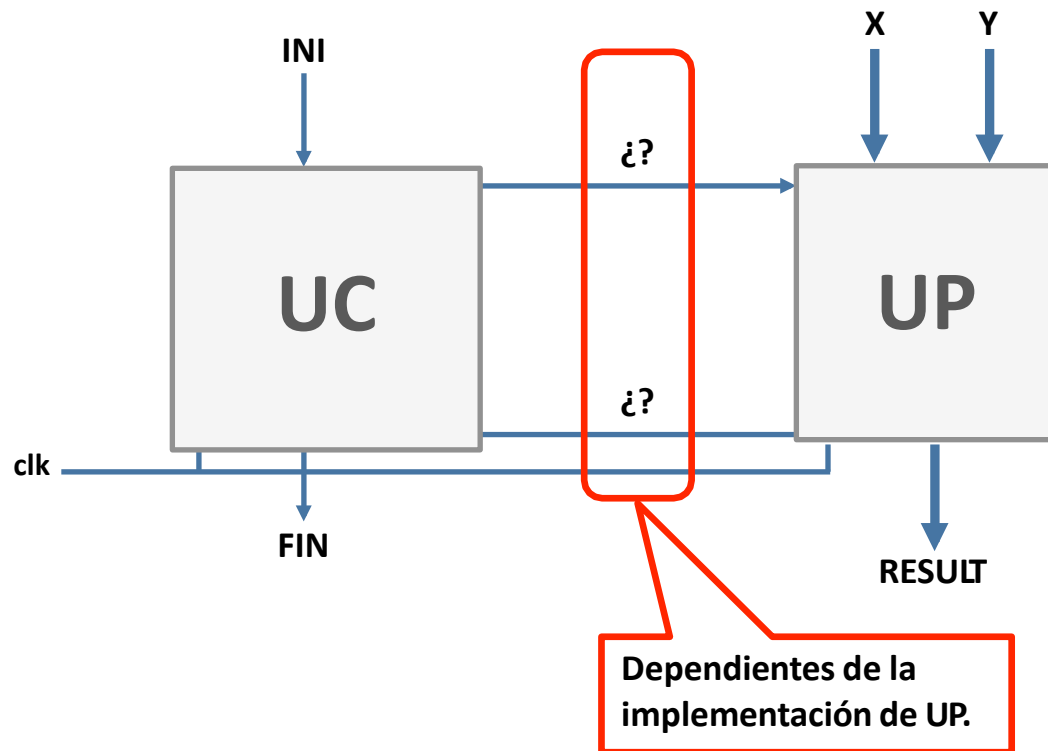 X
Y
INI
¿?
UC
UP
¿?
clk
FIN
RESULT
Dependientes de la
implementación de UP.